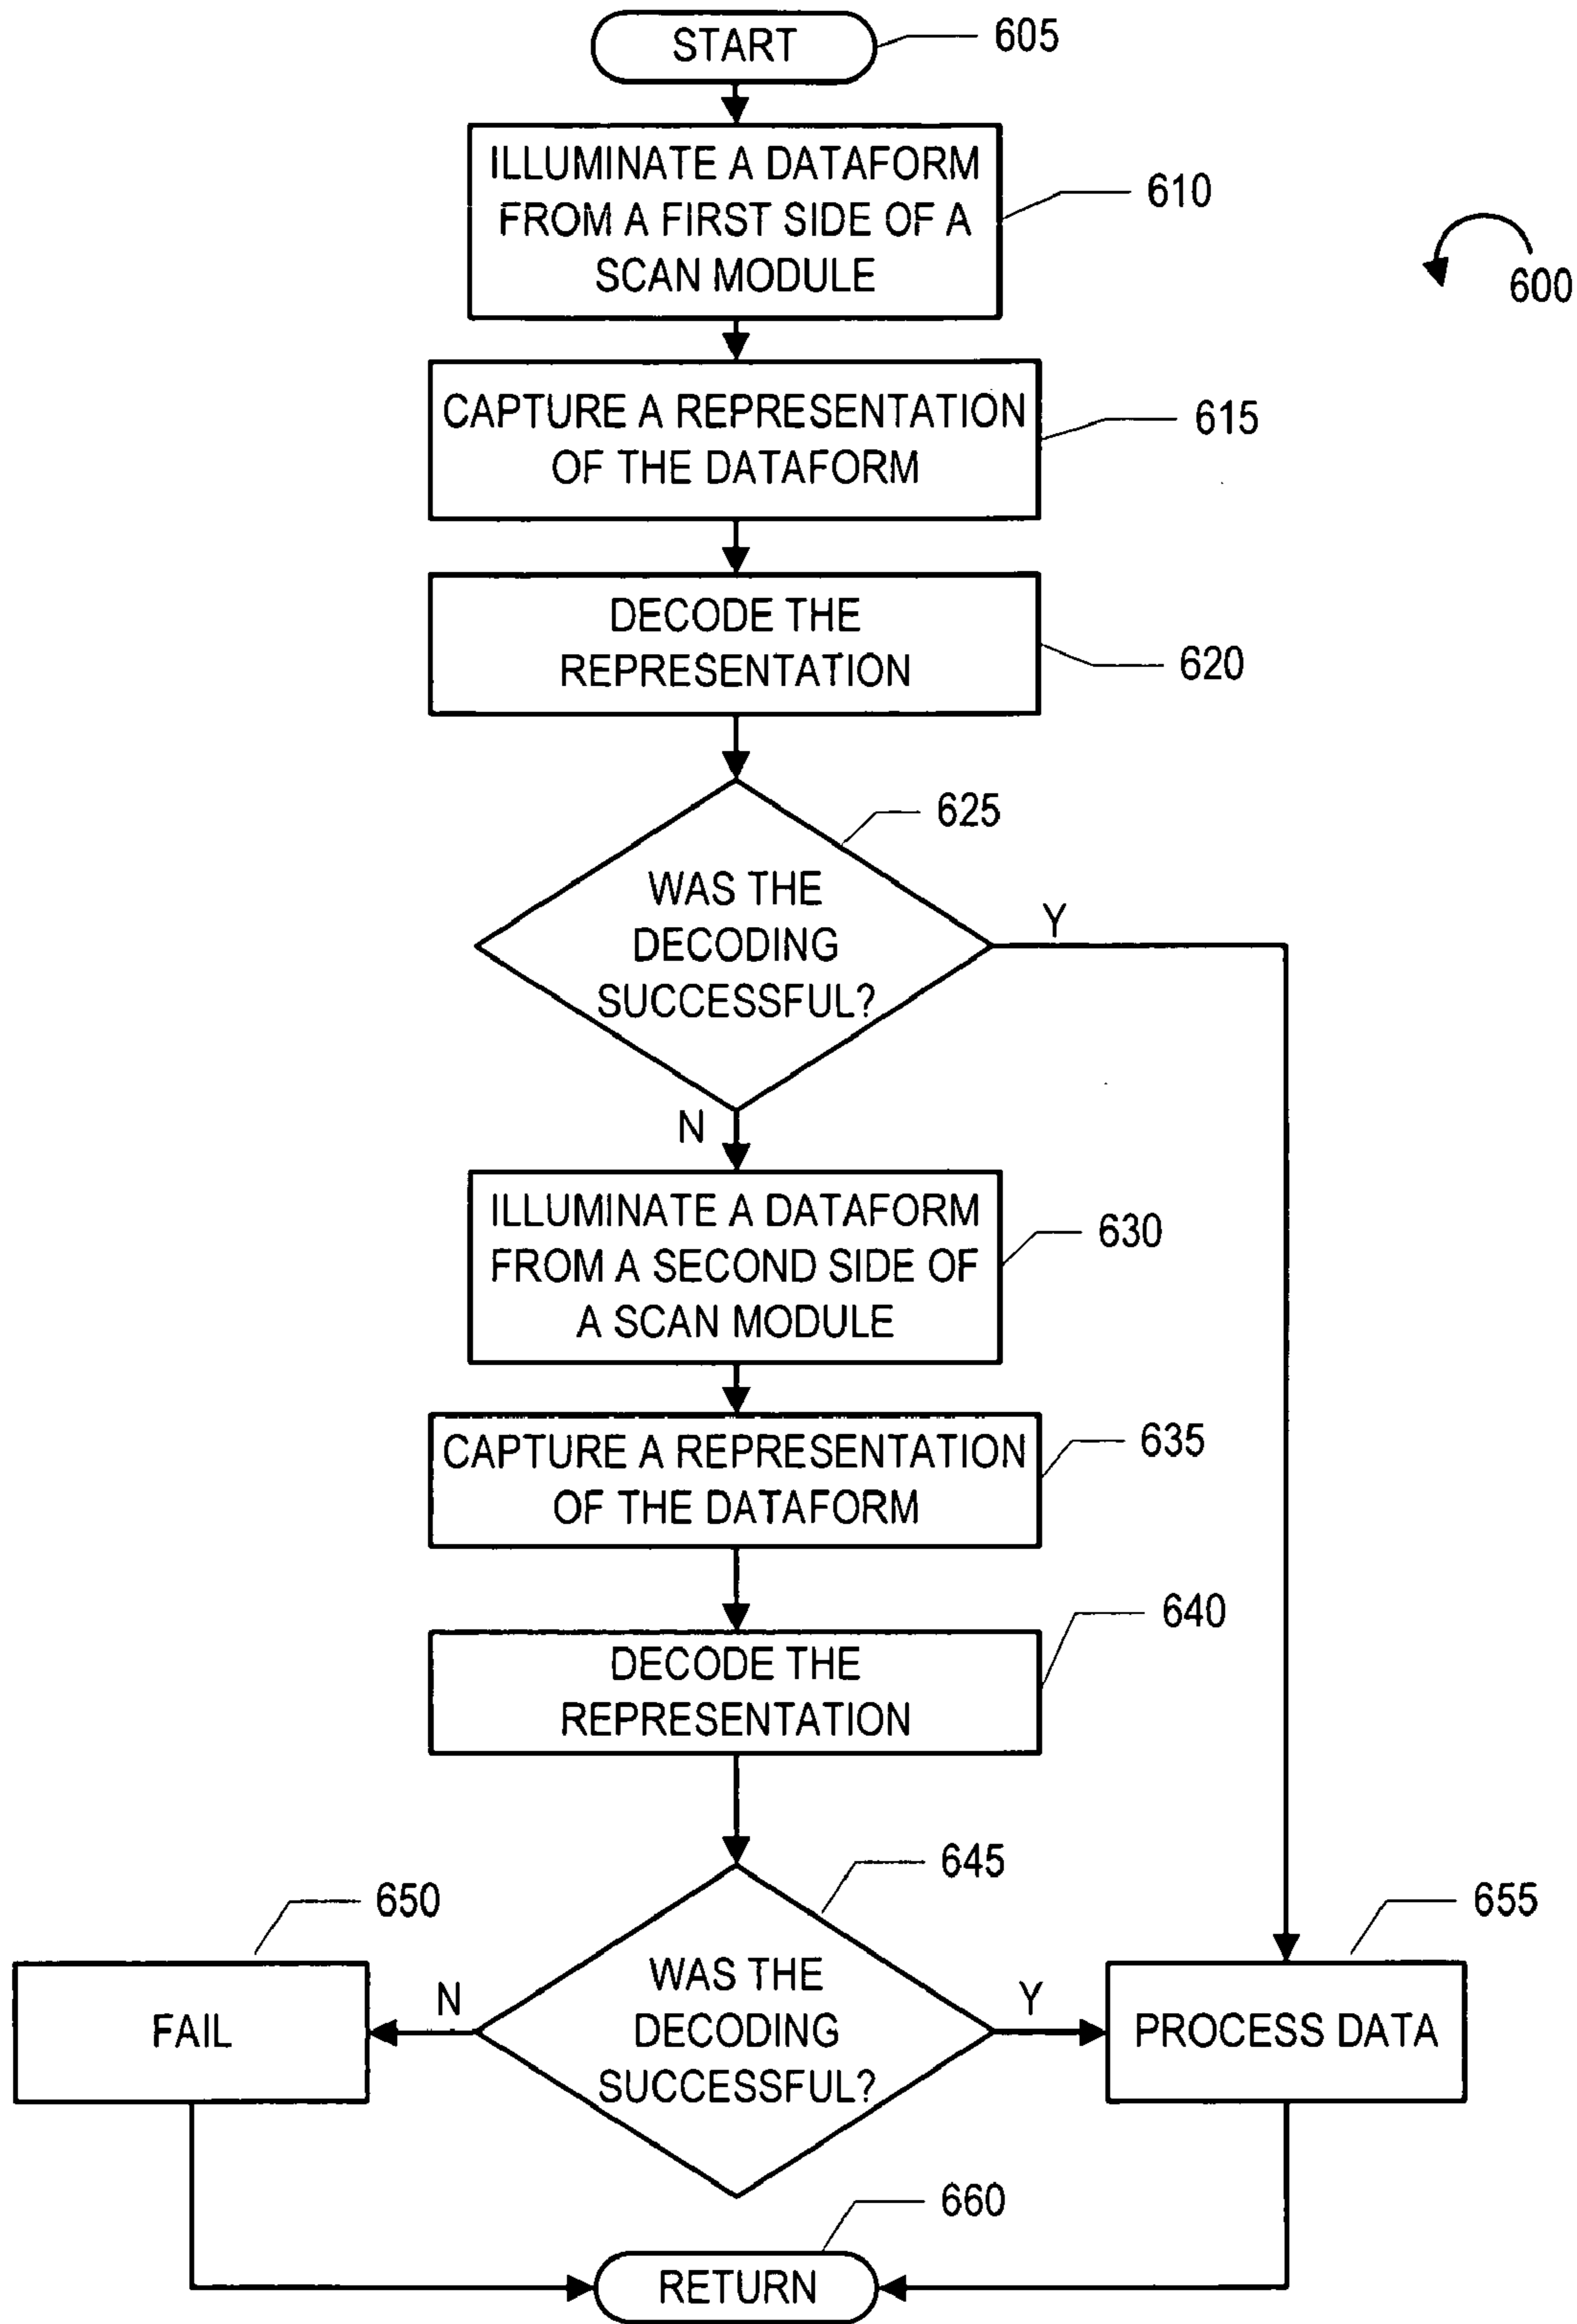 START
605
ILLUMINATE A DATAFORM
FROM A FIRST SIDE OF A
SCAN MODULE
610
600
CAPTURE A REPRESENTATION
OF THE DATAFORM
615
DECODE THE
REPRESENTATION
620
625
WAS THE
DECODING
SUCCESSFUL?
Y
N
ILLUMINATE A DATAFORM
FROM A SECOND SIDE OF
A SCAN MODULE
630
CAPTURE A REPRESENTATION
OF THE DATAFORM
635
DECODE THE
REPRESENTATION
640
645
650
655
FAIL
N
WAS THE
DECODING
SUCCESSFUL?
Y
PROCESS DATA
660
RETURN